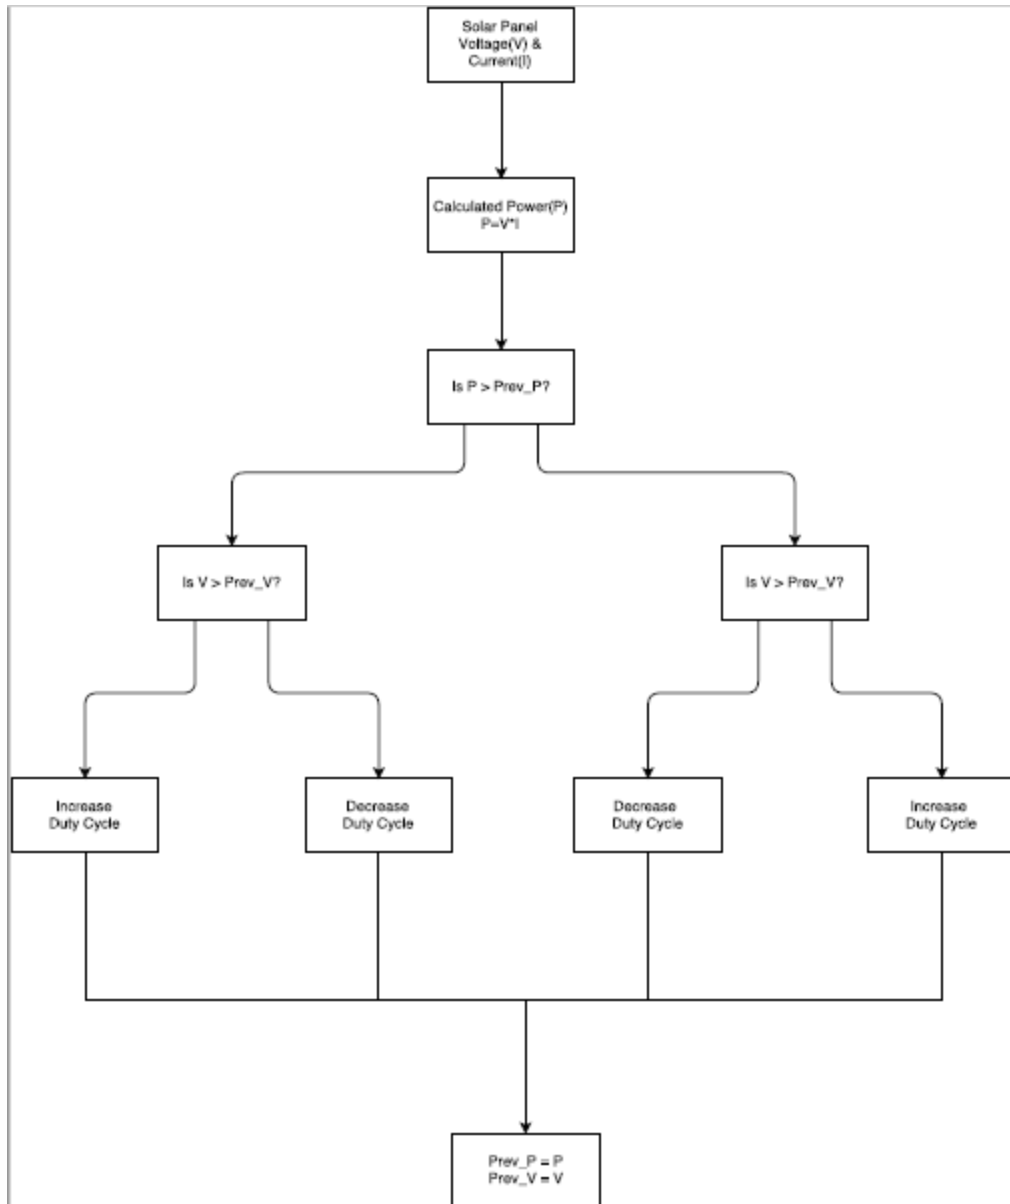 Solar Panel
Voltage(V) &
Current(I)
Calculated Power(P)
P=V*I
Is P > Prev_P?
Is V > Prev_V?
Is V > Prev_V?
Increase
Duty Cycle
Decrease
Duty Cycle
Decrease
Duty Cycle
Increase
Duty Cycle
Prev_P = P
Prev_V = V